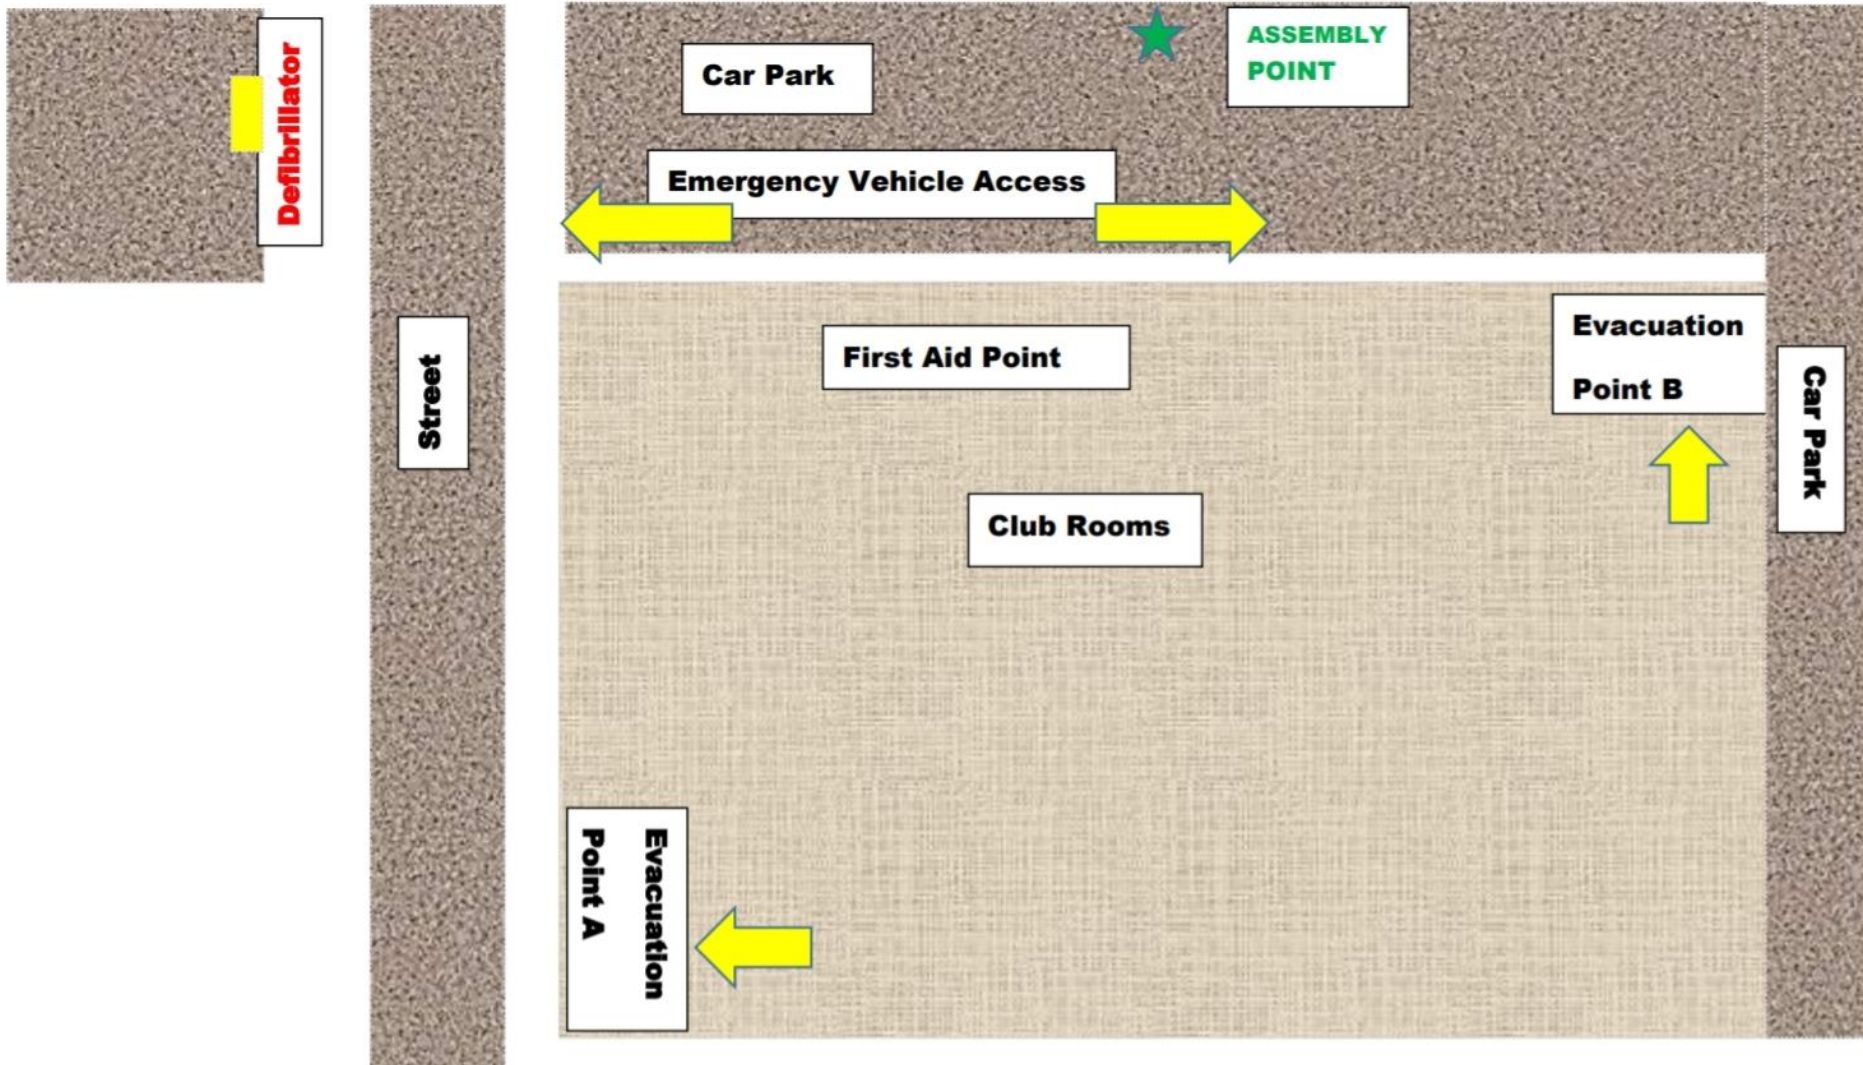 Defibrillator
Car Park
ASSEMBLY
POINT
Emergency Vehicle Access
Street
First Aid Point
Evacuation
Point B
Car Park
Club Rooms
Evacuation
Point A